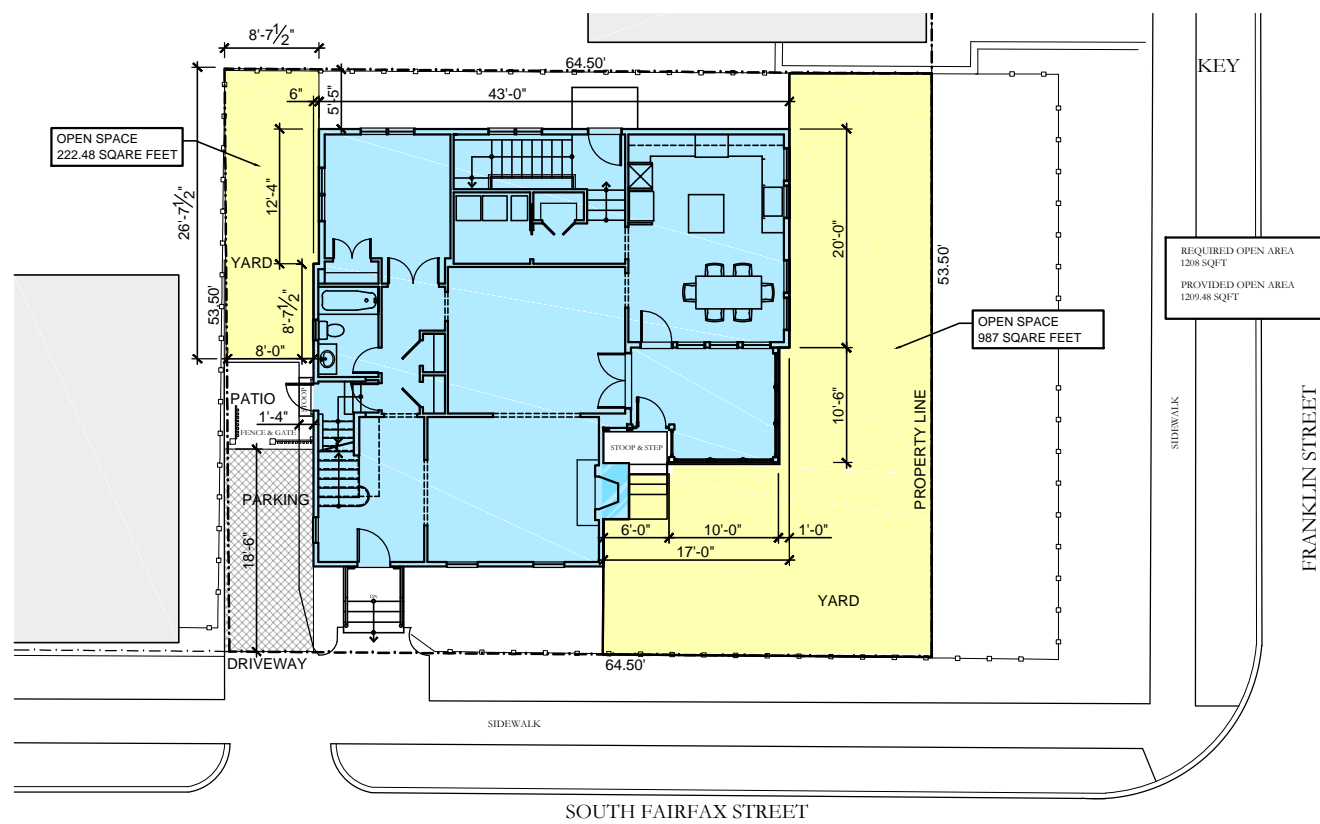 8'-7½"
64.50'
KEY
6"
43'-0"
5'-5"
OPEN SPACE
222.48 SQARE FEET
12'-4"
26'-7½"
20'-0"
53.50'
REQUIRED OPEN AREA
1208 SQFT
PROVIDED OPEN AREA
1209.48 SQFT
YARD
53.50'
8'-7½"
OPEN SPACE
987 SQARE FEET
8'-0"
PATIO
STOOP
1'-4"
FENCE & GATE
10'-6"
SIDEWALK
FRANKLIN STREET
STOOP & STEP
PROPERTY LINE
PARKING
18'-6"
6'-0"
10'-0"
1'-0"
17'-0"
DN
YARD
DRIVEWAY
64.50'
SIDEWALK
SOUTH FAIRFAX STREET